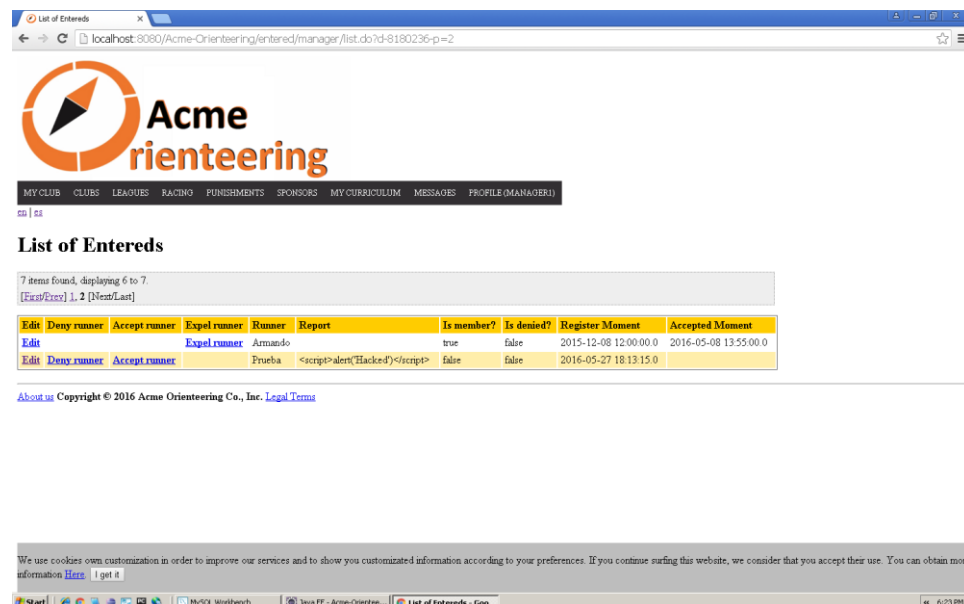 List of Entereds
localhost:8080/Acme-Orienteering/entered/manager/list.do?d-8180236-p=2
Acme
rienteering
MY CLUB CLUBS LEAGUES RACING PUNISHMENTS SPONSORS MY CURRICULUM MESSAGES PROFILE (MANAGER1)
en | es
List of Entereds
7 items found, displaying 6 to 7.
[First/Prev] 1, 2 [Next/Last]
Edit Deny runner Accept runner Expel runner Runner Report Is member? Is denied? Register Moment Accepted Moment
Edit Expel runner Armando true false 2015-12-08 12:00:00.0 2016-05-08 13:55:00.0
Edit Deny runner Accept runner Prueba <script>alert('Hacked')</script> false false 2016-05-27 18:13:15.0
About us Copyright © 2016 Acme Orienteering Co., Inc. Legal Terms
We use cookies own customization in order to improve our services and to show you customizated information according to your preferences. If you continue surfing this website, we consider that you accept their use. You can obtain
information Here. I get it
Start MySQL Workbench Java EE - Acme-Orientee... List of Entereds - Goo... 6:23 PM